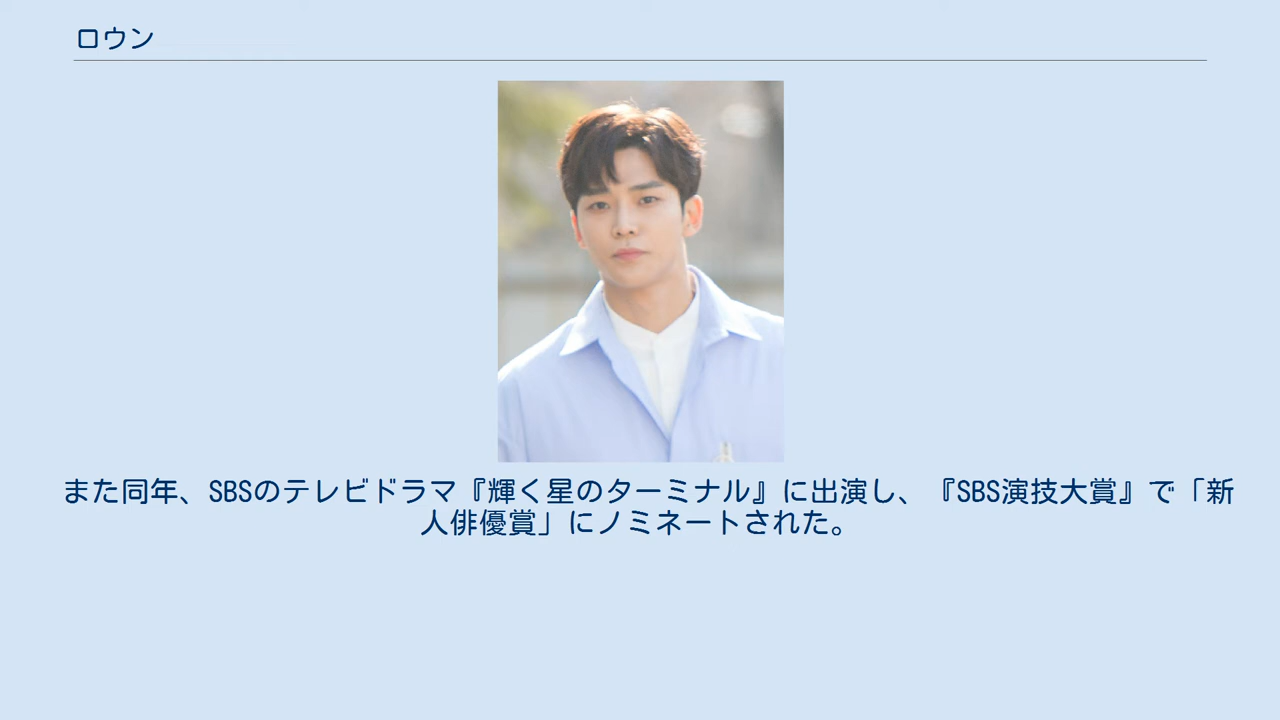 ロウン
また同年、SBSのテレビドラマ『輝く星のターミナル』に出演し、『SBS演技大賞』で「新
人俳優賞」にノミネートされた。